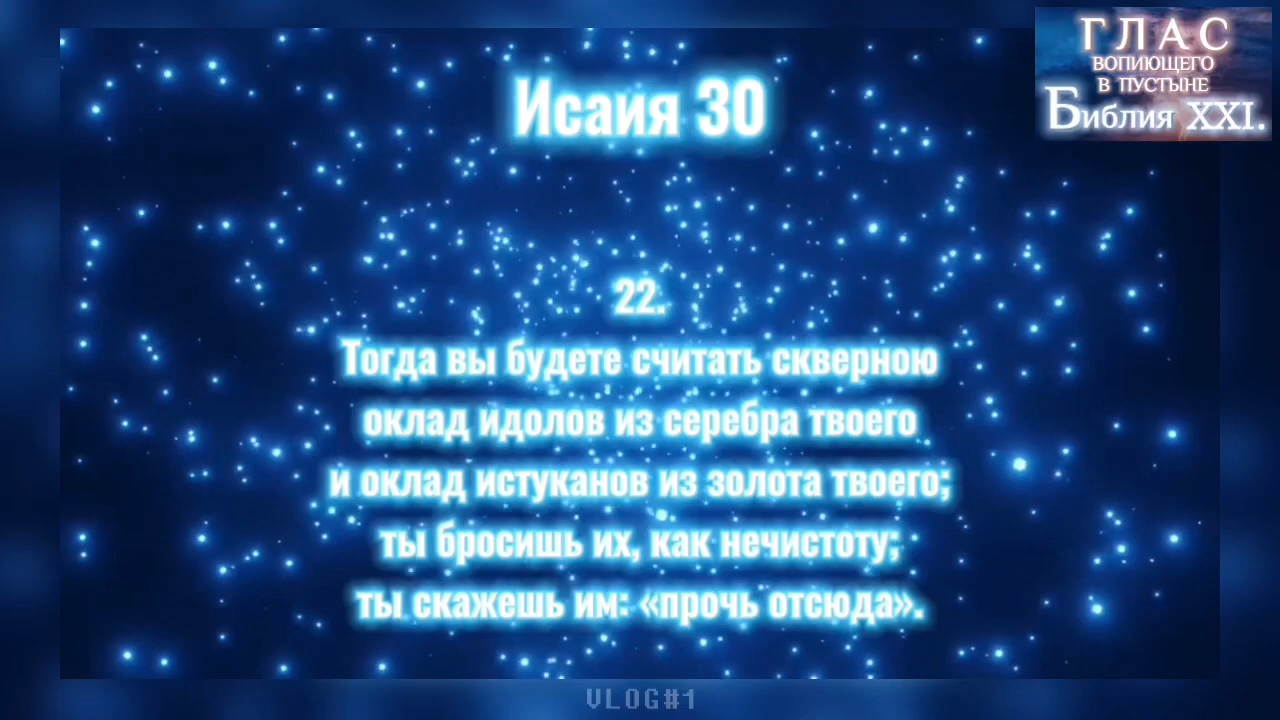 ГЛАС
ВОПИЮЩЕГО
В ПУСТЫНЕ
Библия XXI.
Исаия 30
22.
Тогда вы будете считать скверною
оклад идолов из серебра твоего
и оклад истуканов из золота твоего;
ты бросишь их, как нечистоту;
ты скажешь им: «прочь отсюда».
VLOG#1